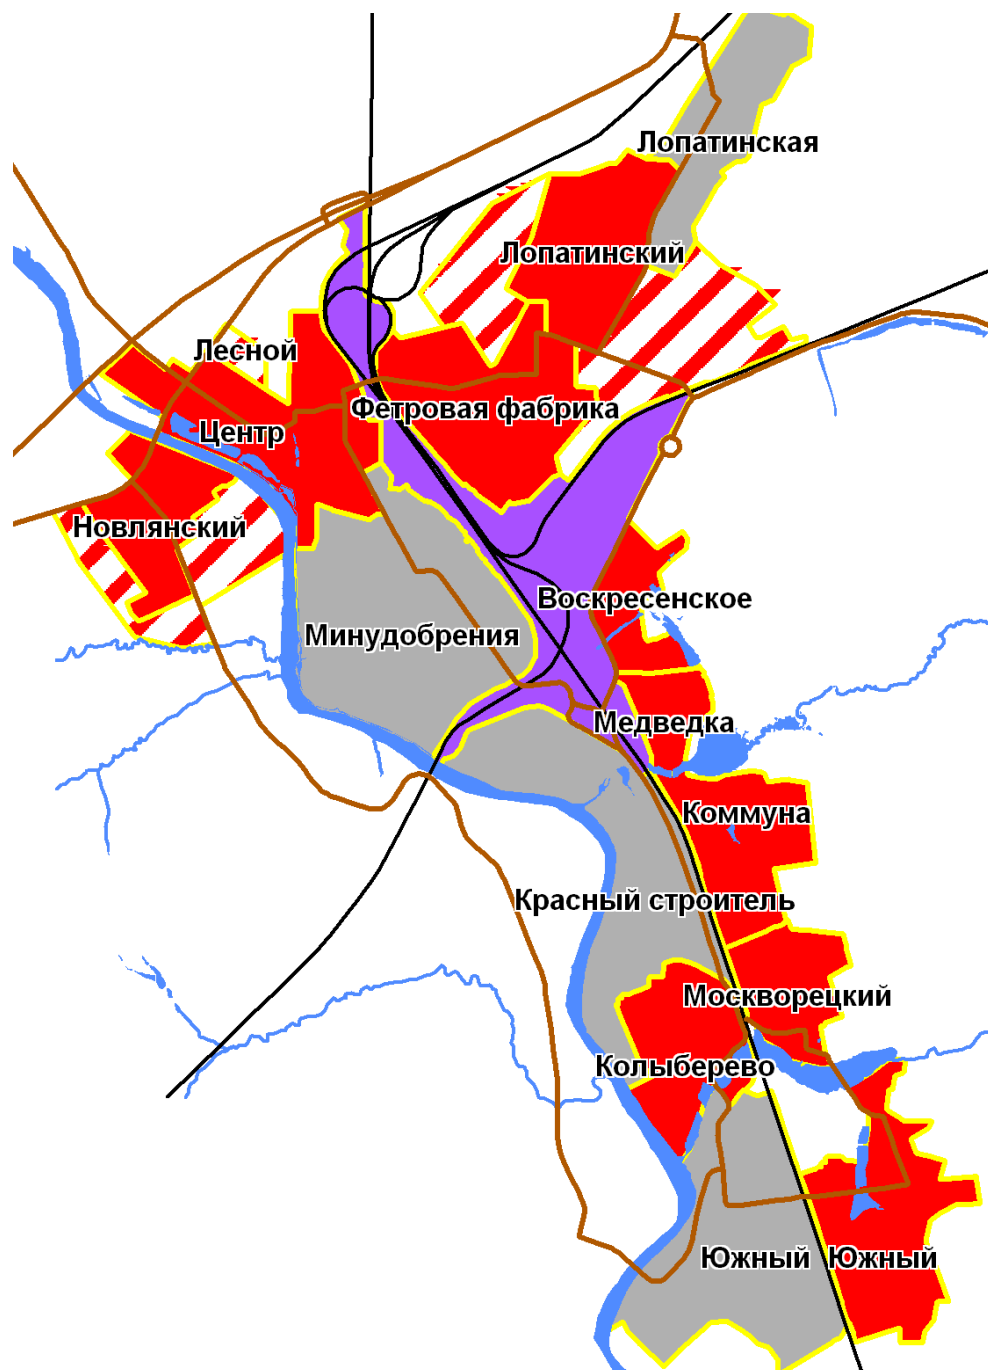 Лопатинская
Лопатинский
Лесной
Фетровая фабрика
Центр
Новлянский
Воскресенское
Минудобрения
Медведка
Коммуна
Красный строитель
Москворецкий
Колыберево
Южный
Южный